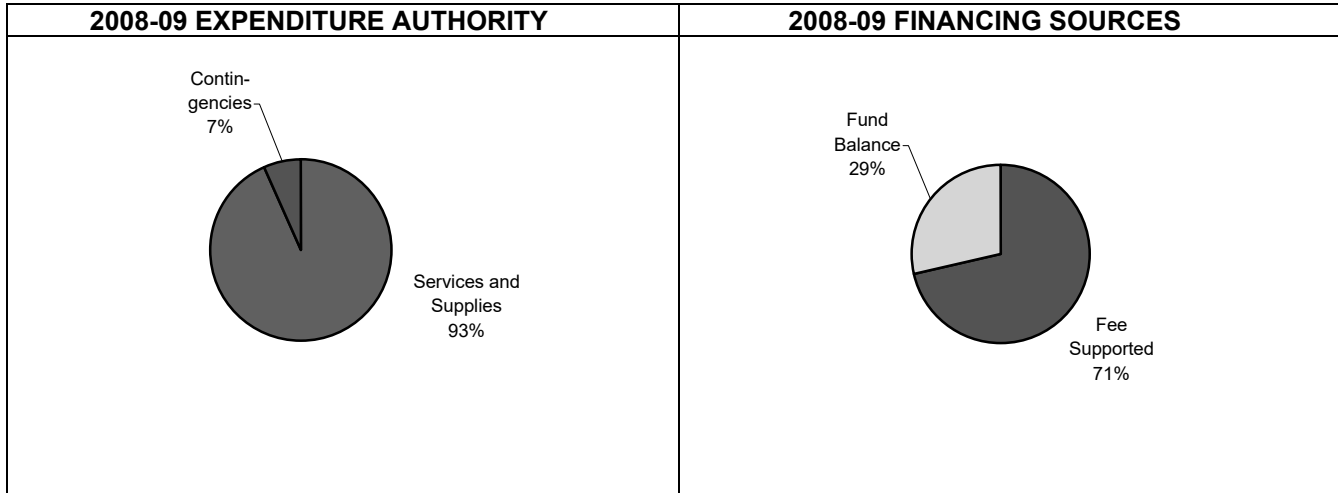 2008-09 EXPENDITURE AUTHORITY
Contin-
gencies
7%
Services and
Supplies
93%
2008-09 FINANCING SOURCES
Fund
Balance
29%
Fee
Supported
71%